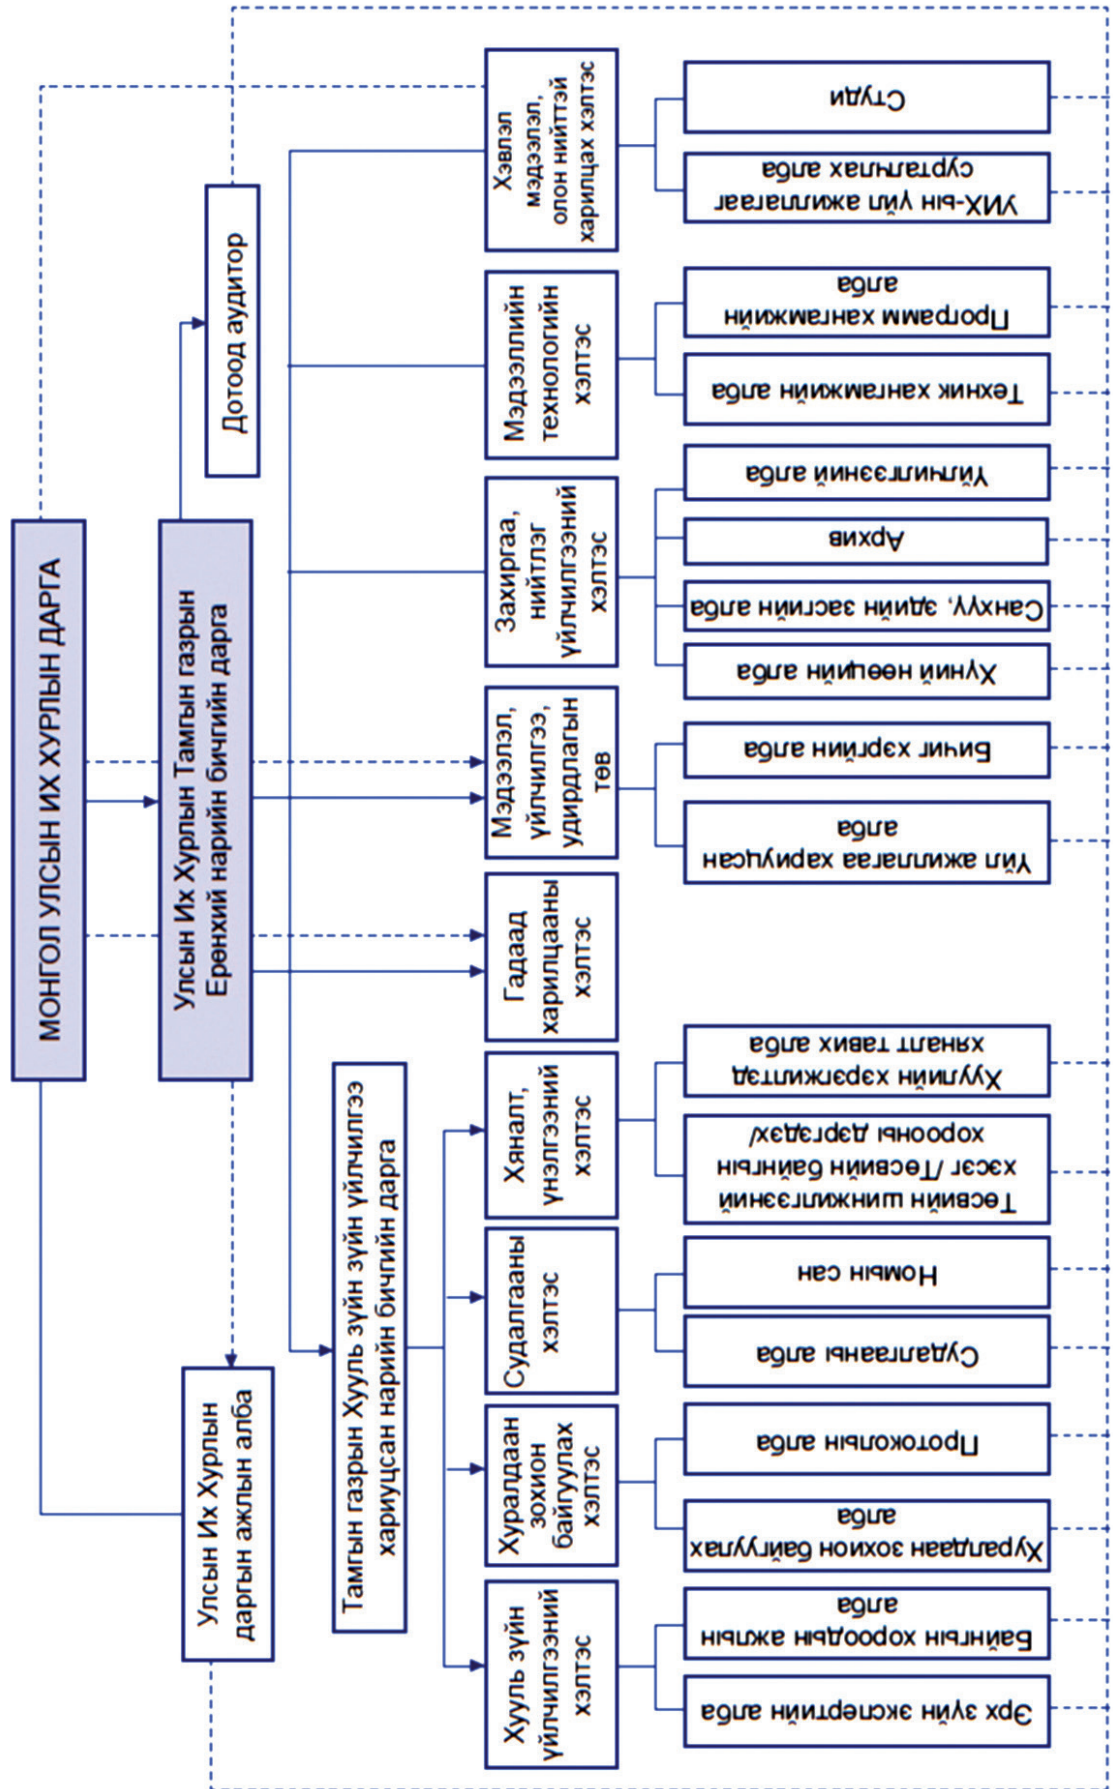 МОНГОЛ УЛСЫН ИХ ХУРЛЫН ДАРГА
Улсын Их Хурлын Тамгын газрын
Ерөнхий нарийн бичгийн дарга
Улсын Их Хурлын
даргын ажлын алба
Дотоод аудитор
Тамгын газрын Хууль зүйн зүйн үйлчилгээ
хариуцсан нарийн бичгийн дарга
Хууль зүйн
үйлчилгээний
хэлтэс
Хуралдаан
зохион
байгуулах
хэлтэс
Судалгааны
хэлтэс
Хяналт,
үнэлгээний
хэлтэс
Гадаад
харилцааны
хэлтэс
Мэдээлэл,
үйлчилгээ,
удирдлагын
төв
Захиргаа,
нийтлэг
үйлчилгээний
хэлтэс
Мэдээллийн
технологийн
хэлтэс
Хэвлэл
мэдээлэл,
олон нийттэй
харилцах хэлтэс
Эрх зүйн экспертийн алба
Байнгын хороодын ажлын
алба
Хуралдаан зохион байгуулах
алба
Протоколын алба
Судалгааны алба
Номын сан
Төсвийн шинжилгээний
хэсэг /Төсвийн байнгын
хорооны дэргэдэх/
Хуулийн хэрэгжилтэд
хяналт тавих алба
Үйл ажиллагаа хариуцсан
алба
Бичиг хэргийн алба
Хүний нөөцийн алба
Санхүү, эдийн засгийн алба
Архив
Үйлчилгээний алба
Техник хангамжийн алба
Программ хангамжийн
алба
УИХ-ын үйл ажиллагааг
сурталчлах алба
Студи